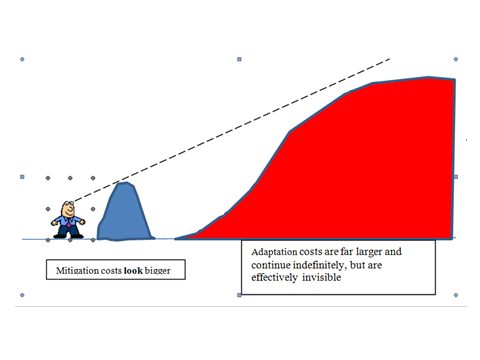 Mitigation costs look bigger
Adaptation costs are far larger and
continue indefinitely, but are
effectively invisible